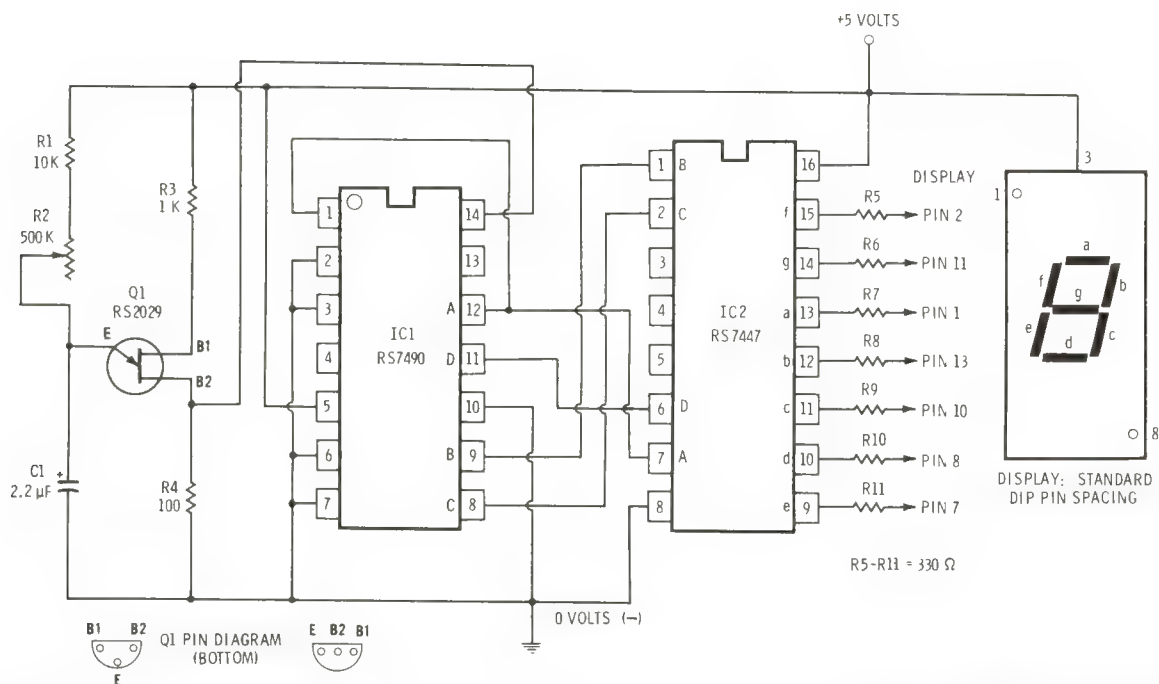 +5 VOLTS
R1
10K
R2
500K
R3
1 K
Q1
RS2029
E
B1
B2
C1
+
2.2 µF
R4
100
1
2
3
4
5
6
7
IC1
RS7490
14
13
A 12
D 11
10
B 9
C 8
1 B
2 C
3
4
5
6 D
7 A
8
IC2
RS7447
16
f 15
g 14
a 13
b 12
c 11
d 10
e 9
DISPLAY
R5
PIN 2
R6
PIN 11
R7
PIN 1
R8
PIN 13
R9
PIN 10
R10
PIN 8
R11
PIN 7
R5-R11 = 330 Ω
3
1
a
f
b
g
e
c
d
8
DISPLAY: STANDARD
DIP PIN SPACING
0 VOLTS (−)
B1 B2
E
Q1 PIN DIAGRAM
(BOTTOM)
E B2 B1